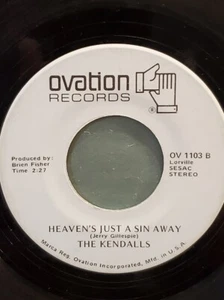 ovation
RECORDS
Produced by:
Brien Fisher
Time 2:27
OV 1103 B
Lorville
SESAC
STEREO
HEAVEN'S JUST A SIN AWAY
(Jerry Gillespie)
THE KENDALLS
Marca Reg. Ovation Incorporated, Mfg. in U.S.A.